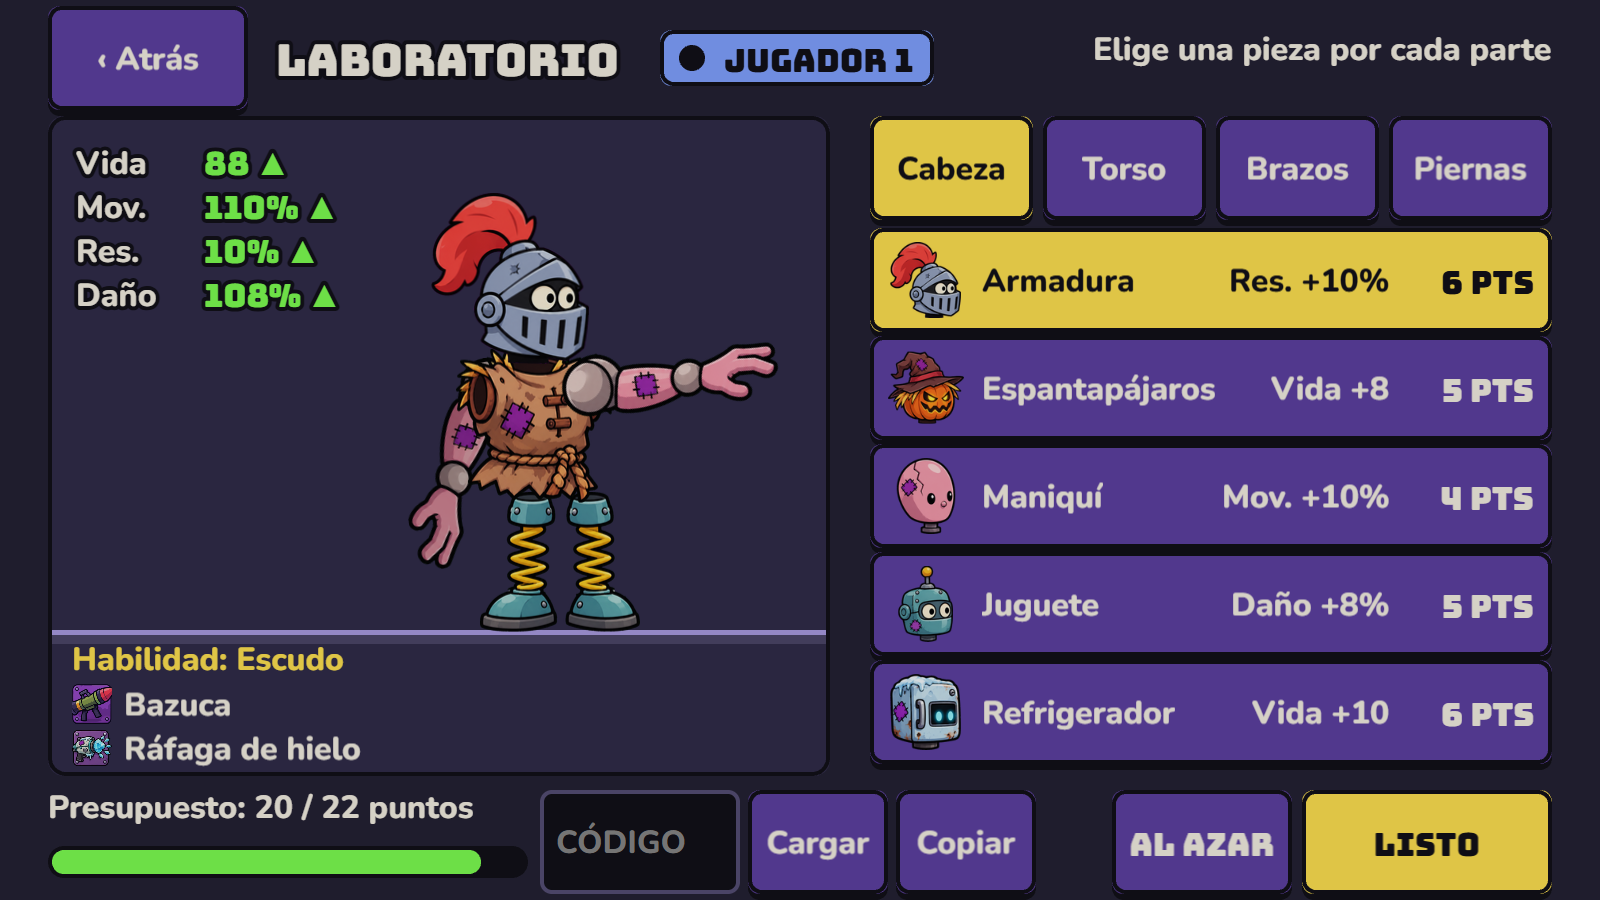 ‹ Atrás
LABORATORIO
JUGADOR 1
Elige una pieza por cada parte
Vida 88 ▲
Mov. 110% ▲
Res. 10% ▲
Daño 108% ▲
Habilidad: Escudo
Bazuca
Ráfaga de hielo
Cabeza Torso Brazos Piernas
Armadura Res. +10% 6 PTS
Espantapájaros Vida +8 5 PTS
Maniquí Mov. +10% 4 PTS
Juguete Daño +8% 5 PTS
Refrigerador Vida +10 6 PTS
Presupuesto: 20 / 22 puntos
CÓDIGO
Cargar
Copiar
AL AZAR
LISTO